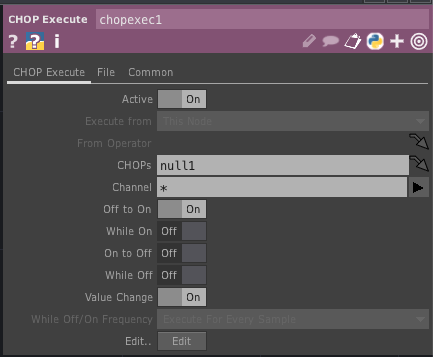 CHOP Execute chopexec1
? ? i
CHOP Execute File Common
Active On
Execute from This Node
From Operator
CHOPs null1
Channel *
Off to On On
While On Off
On to Off Off
While Off Off
Value Change On
While Off/On Frequency Execute For Every Sample
Edit.. Edit